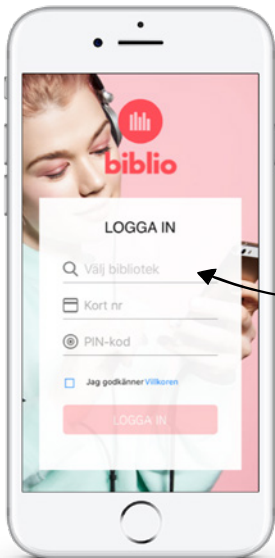 biblio
LOGGA IN
Välj bibliotek
Kort nr
PIN-kod
Jag godkänner Villkoren
LOGGA IN